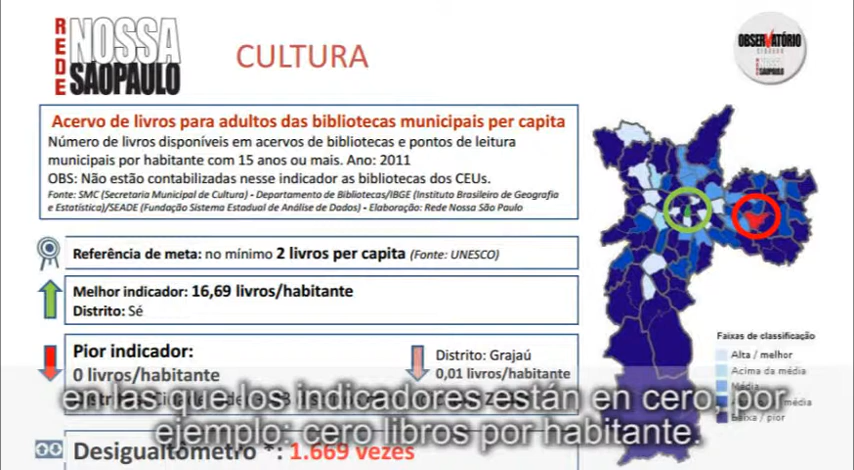 REDE
NOSSA
SÃOPAULO
CULTURA
OBSERVATÓRIO
CIDADÃO
REDE NOSSA SÃOPAULO
Acervo de livros para adultos das bibliotecas municipais per capita
Número de livros disponíveis em acervos de bibliotecas e pontos de leitura
municipais por habitante com 15 anos ou mais. Ano: 2011
OBS: Não estão contabilizadas nesse indicador as bibliotecas dos CEUs.
Fonte: SMC (Secretaria Municipal de Cultura) - Departamento de Bibliotecas/IBGE (Instituto Brasileiro de Geografia
e Estatística)/SEADE (Fundação Sistema Estadual de Análise de Dados) - Elaboração: Rede Nossa São Paulo
Referência de meta: no mínimo 2 livros per capita (Fonte: UNESCO)
Melhor indicador: 16,69 livros/habitante
Distrito: Sé
Pior indicador:
0 livros/habitante
Distrito: Grajaú
0,01 livros/habitante
Faixas de classificação
Alta / melhor
Acima da média
Média
Baixa / pior
en las que los indicadores están en cero, por
ejemplo: cero libros por habitante.
Desigualtômetro *: 1.669 vezes